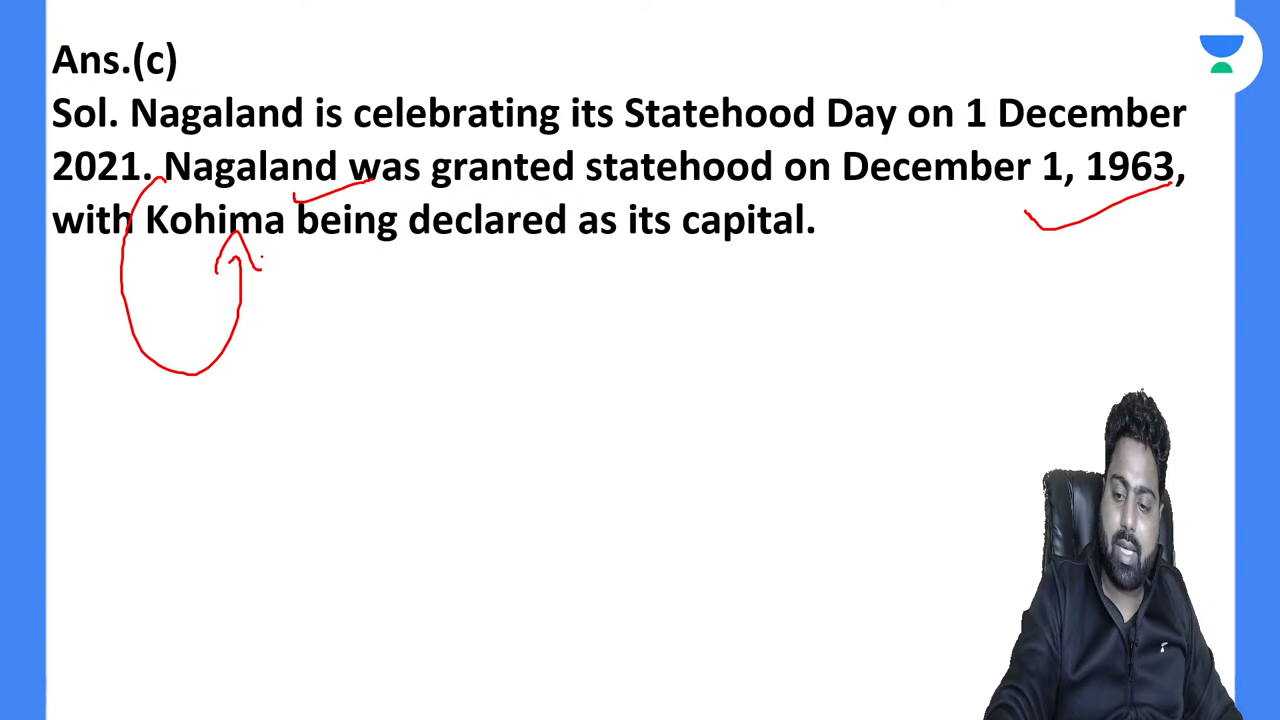 Ans.(c)
Sol. Nagaland is celebrating its Statehood Day on 1 December
2021. Nagaland was granted statehood on December 1, 1963,
with Kohima being declared as its capital.